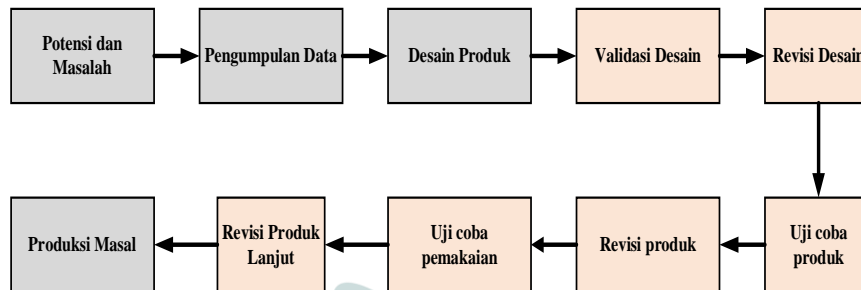 Potensi dan
Masalah
Pengumpulan Data
Desain Produk
Validasi Desain
Revisi Desain
Uji coba
produk
Revisi produk
Uji coba
pemakaian
Revisi Produk
Lanjut
Produksi Masal